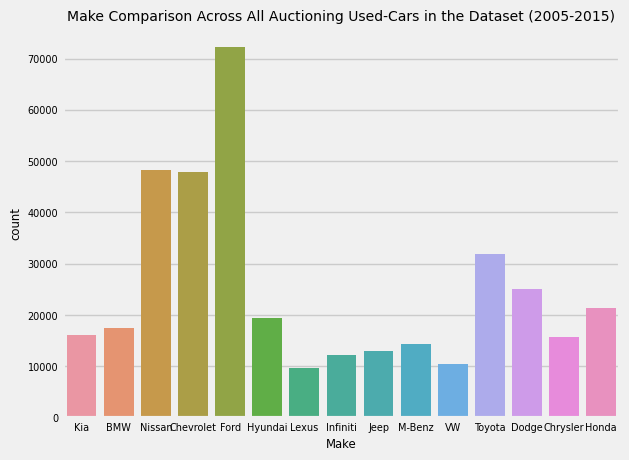 Make Comparison Across All Auctioning Used-Cars in the Dataset (2005-2015)
70000
60000
50000
40000
30000
20000
10000
0
count
Kia BMW Nissan Chevrolet Ford Hyundai Lexus Infiniti Jeep M-Benz VW Toyota Dodge Chrysler Honda
Make